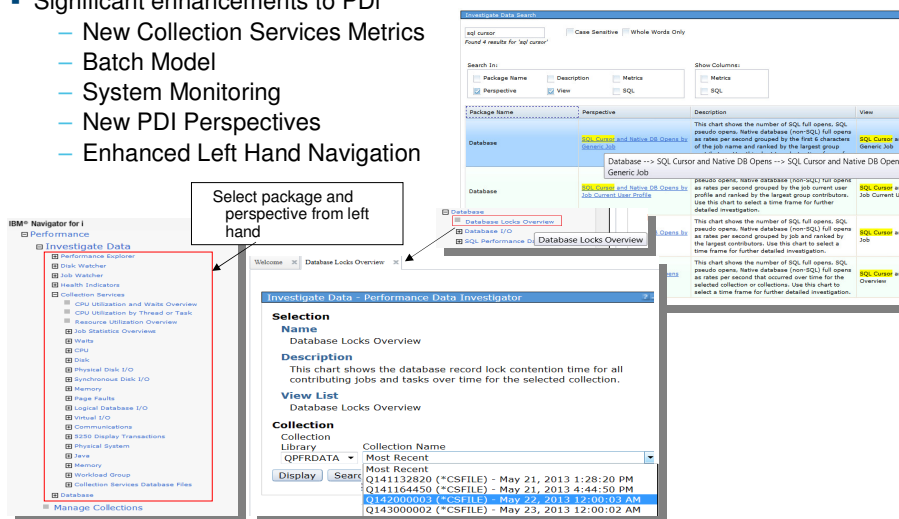 Significant enhancements to PDI
– New Collection Services Metrics
– Batch Model
– System Monitoring
– New PDI Perspectives
– Enhanced Left Hand Navigation
Investigate Data Search
sql cursor
Case Sensitive
Whole Words Only
Found 4 results for 'sql cursor'
Search In:
Show Columns:
Package Name
Description
Metrics
Metrics
Perspective
View
SQL
SQL
Package Name
Perspective
Description
View
Database
SQL Cursor and Native DB Opens by Generic Job
This chart shows the number of SQL full opens, SQL
pseudo opens, Native database (non-SQL) full opens
as rates per second grouped by the first 6 characters
of the job name and ranked by the largest group
SQL Cursor a
Generic Job
Database --> SQL Cursor and Native DB Opens --> SQL Cursor and Native DB Open
Generic Job
Database
SQL Cursor and Native DB Opens by
Job Current User Profile
pseudo opens, Native database (non-SQL) full opens
as rates per second grouped by the job current user
profile and ranked by the largest group contributors.
Use this chart to select a time frame for further
detailed investigation.
SQL Cursor a
Job Current U
Opens by
This chart shows the number of SQL full opens, SQL
pseudo opens, Native database (non-SQL) full opens
as rates per second grouped by job and ranked by
the largest contributors. Use this chart to select a
time frame for further detailed investigation.
SQL Cursor a
Job
This chart shows the number of SQL full opens, SQL
pseudo opens, Native database (non-SQL) full opens
as rates per second that occurred over time for the
selected collection or collections. Use this chart to
select a time frame for further detailed investigation.
SQL Cursor a
Overview
Select package and
perspective from left
hand
Database
Database Locks Overview
Database I/O
SQL Performance Da
Database Locks Overview
IBM® Navigator for i
Performance
Investigate Data
Performance Explorer
Disk Watcher
Job Watcher
Health Indicators
Collection Services
CPU Utilization and Waits Overview
CPU Utilization by Thread or Task
Resource Utilization Overview
Job Statistics Overviews
Waits
CPU
Disk
Physical Disk I/O
Synchronous Disk I/O
Memory
Page Faults
Logical Database I/O
Virtual I/O
Communications
5250 Display Transactions
Physical System
Java
Memory
Workload Group
Collection Services Database Files
Database
Manage Collections
Welcome
Database Locks Overview
Investigate Data - Performance Data Investigator
Selection
Name
Database Locks Overview
Description
This chart shows the database record lock contention time for all
contributing jobs and tasks over time for the selected collection.
View List
Database Locks Overview
Collection
Collection
Library
Collection Name
QPFRDATA
Most Recent
Display
Searc
Most Recent
Q141132820 (*CSFILE) - May 21, 2013 1:28:20 PM
Q141164450 (*CSFILE) - May 21, 2013 4:44:50 PM
Q142000003 (*CSFILE) - May 22, 2013 12:00:03 AM
Q143000002 (*CSFILE) - May 23, 2013 12:00:02 AM